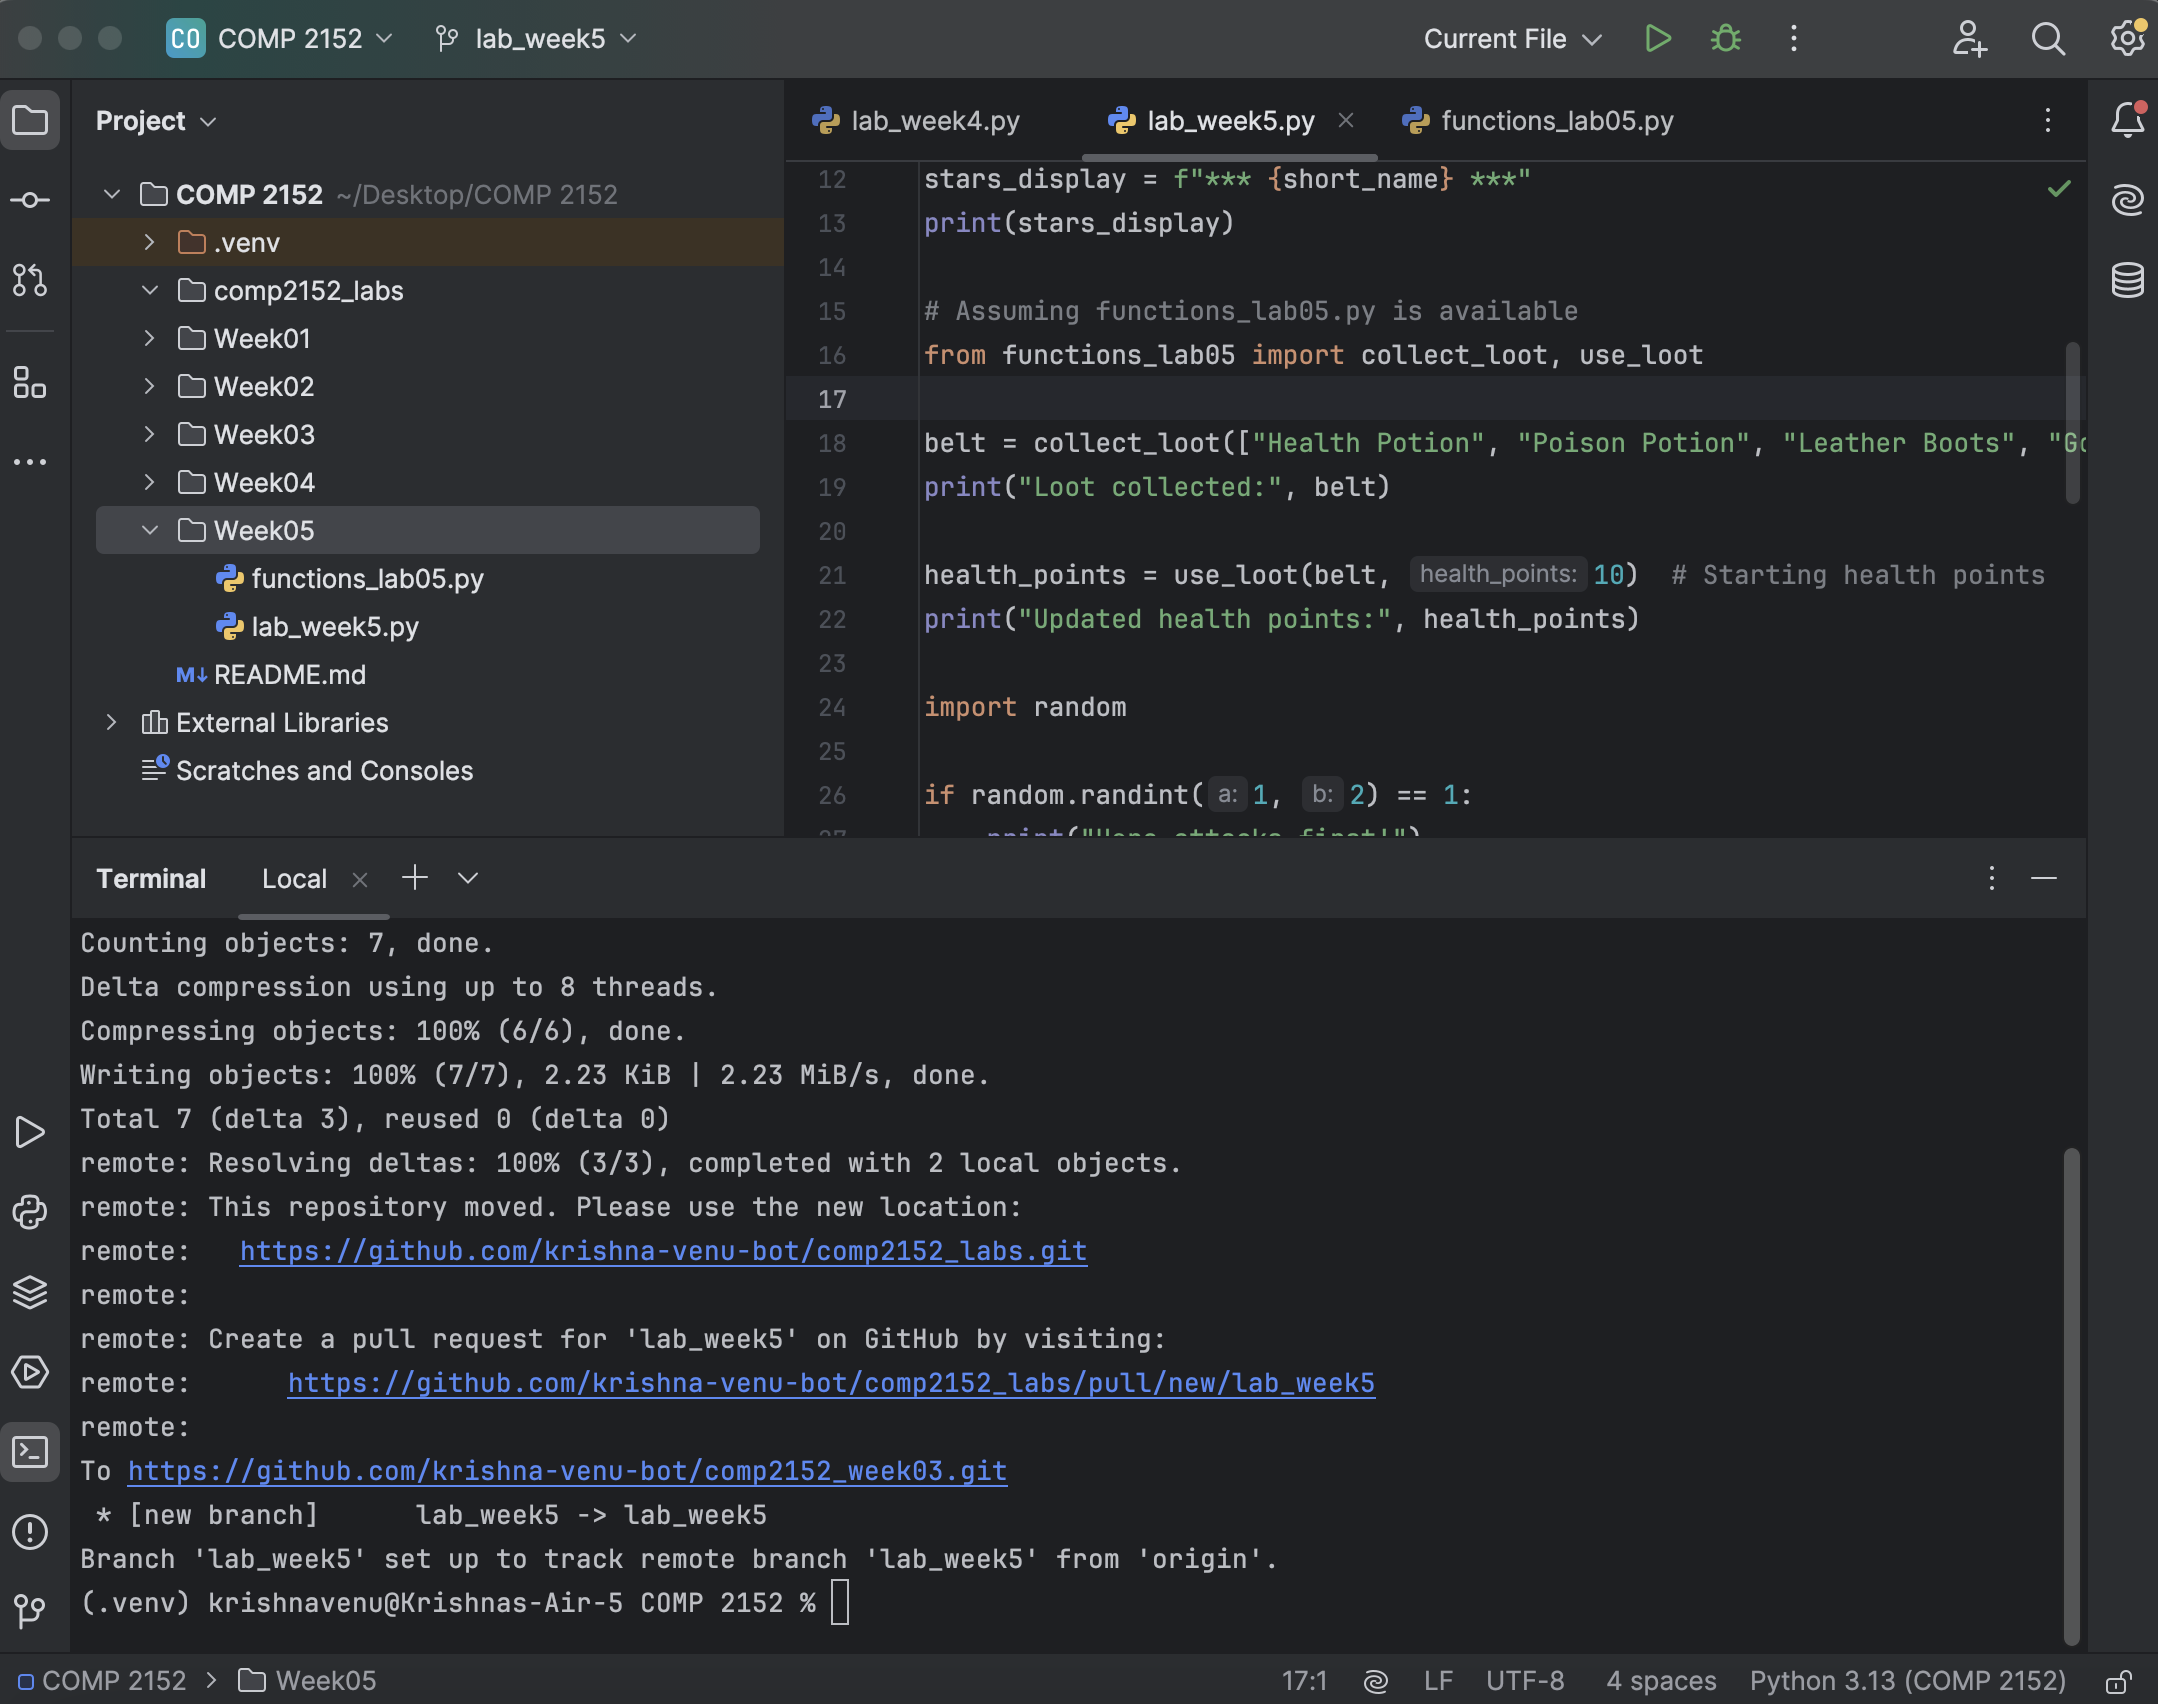 CO COMP 2152 lab_week5 Current File
Project
COMP 2152 ~/Desktop/COMP 2152
.venv
comp2152_labs
Week01
Week02
Week03
Week04
Week05
functions_lab05.py
lab_week5.py
M↓ README.md
External Libraries
Scratches and Consoles
lab_week4.py lab_week5.py functions_lab05.py
12 stars_display = f"*** {short_name} ***"
13 print(stars_display)
14
15 # Assuming functions_lab05.py is available
16 from functions_lab05 import collect_loot, use_loot
17
18 belt = collect_loot(["Health Potion", "Poison Potion", "Leather Boots", "Go
19 print("Loot collected:", belt)
20
21 health_points = use_loot(belt, health_points: 10) # Starting health points
22 print("Updated health points:", health_points)
23
24 import random
25
26 if random.randint( a: 1, b: 2) == 1:
27 print("Hero attacks first!")
Terminal Local
Counting objects: 7, done.
Delta compression using up to 8 threads.
Compressing objects: 100% (6/6), done.
Writing objects: 100% (7/7), 2.23 KiB | 2.23 MiB/s, done.
Total 7 (delta 3), reused 0 (delta 0)
remote: Resolving deltas: 100% (3/3), completed with 2 local objects.
remote: This repository moved. Please use the new location:
remote: https://github.com/krishna-venu-bot/comp2152_labs.git
remote:
remote: Create a pull request for 'lab_week5' on GitHub by visiting:
remote: https://github.com/krishna-venu-bot/comp2152_labs/pull/new/lab_week5
remote:
To https://github.com/krishna-venu-bot/comp2152_week03.git
* [new branch] lab_week5 -> lab_week5
Branch 'lab_week5' set up to track remote branch 'lab_week5' from 'origin'.
(.venv) krishnavenu@Krishnas-Air-5 COMP 2152 %
COMP 2152 > Week05 17:1 LF UTF-8 4 spaces Python 3.13 (COMP 2152)